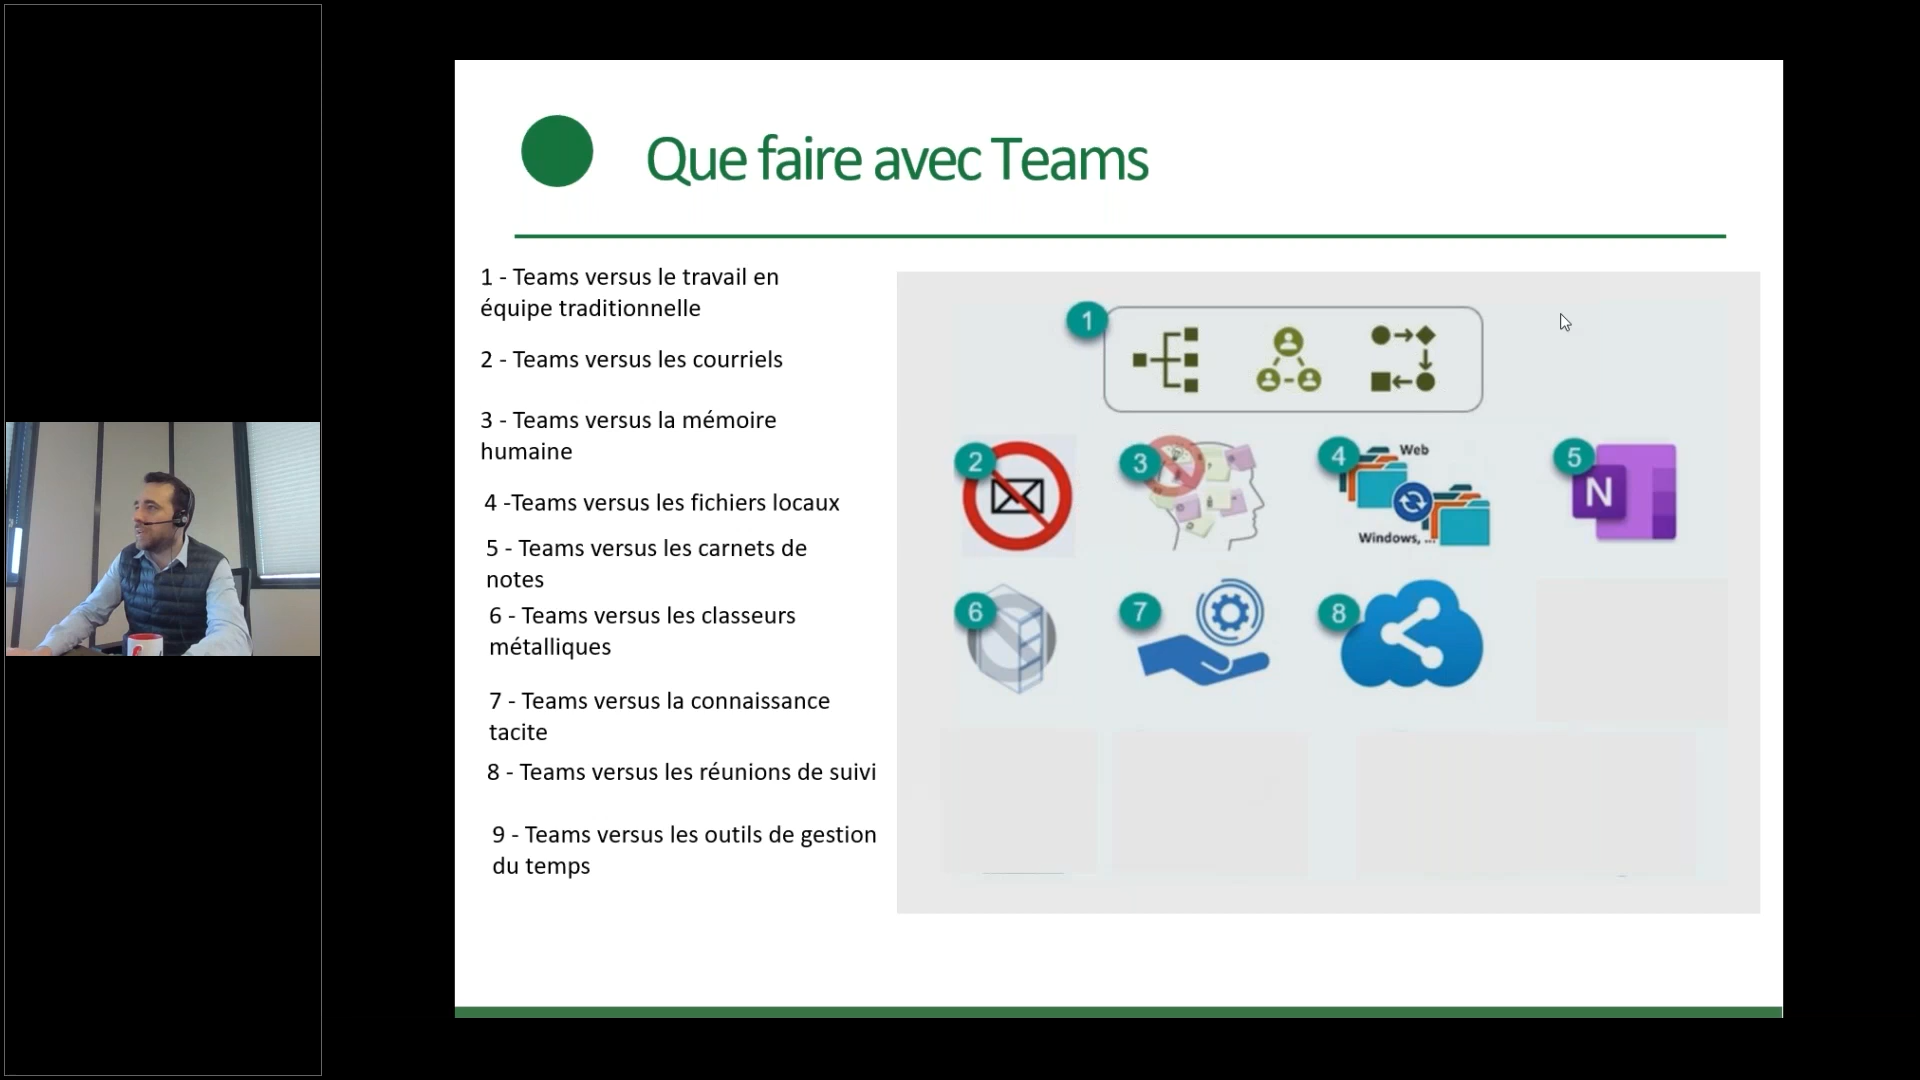 Que faire avec Teams
1 - Teams versus le travail en
équipe traditionnelle
2 - Teams versus les courriels
3 - Teams versus la mémoire
humaine
4 -Teams versus les fichiers locaux
5 - Teams versus les carnets de
notes
6 - Teams versus les classeurs
métalliques
7 - Teams versus la connaissance
tacite
8 - Teams versus les réunions de suivi
9 - Teams versus les outils de gestion
du temps
1
2
3
4
Web
Windows, ...
5
N
6
7
8